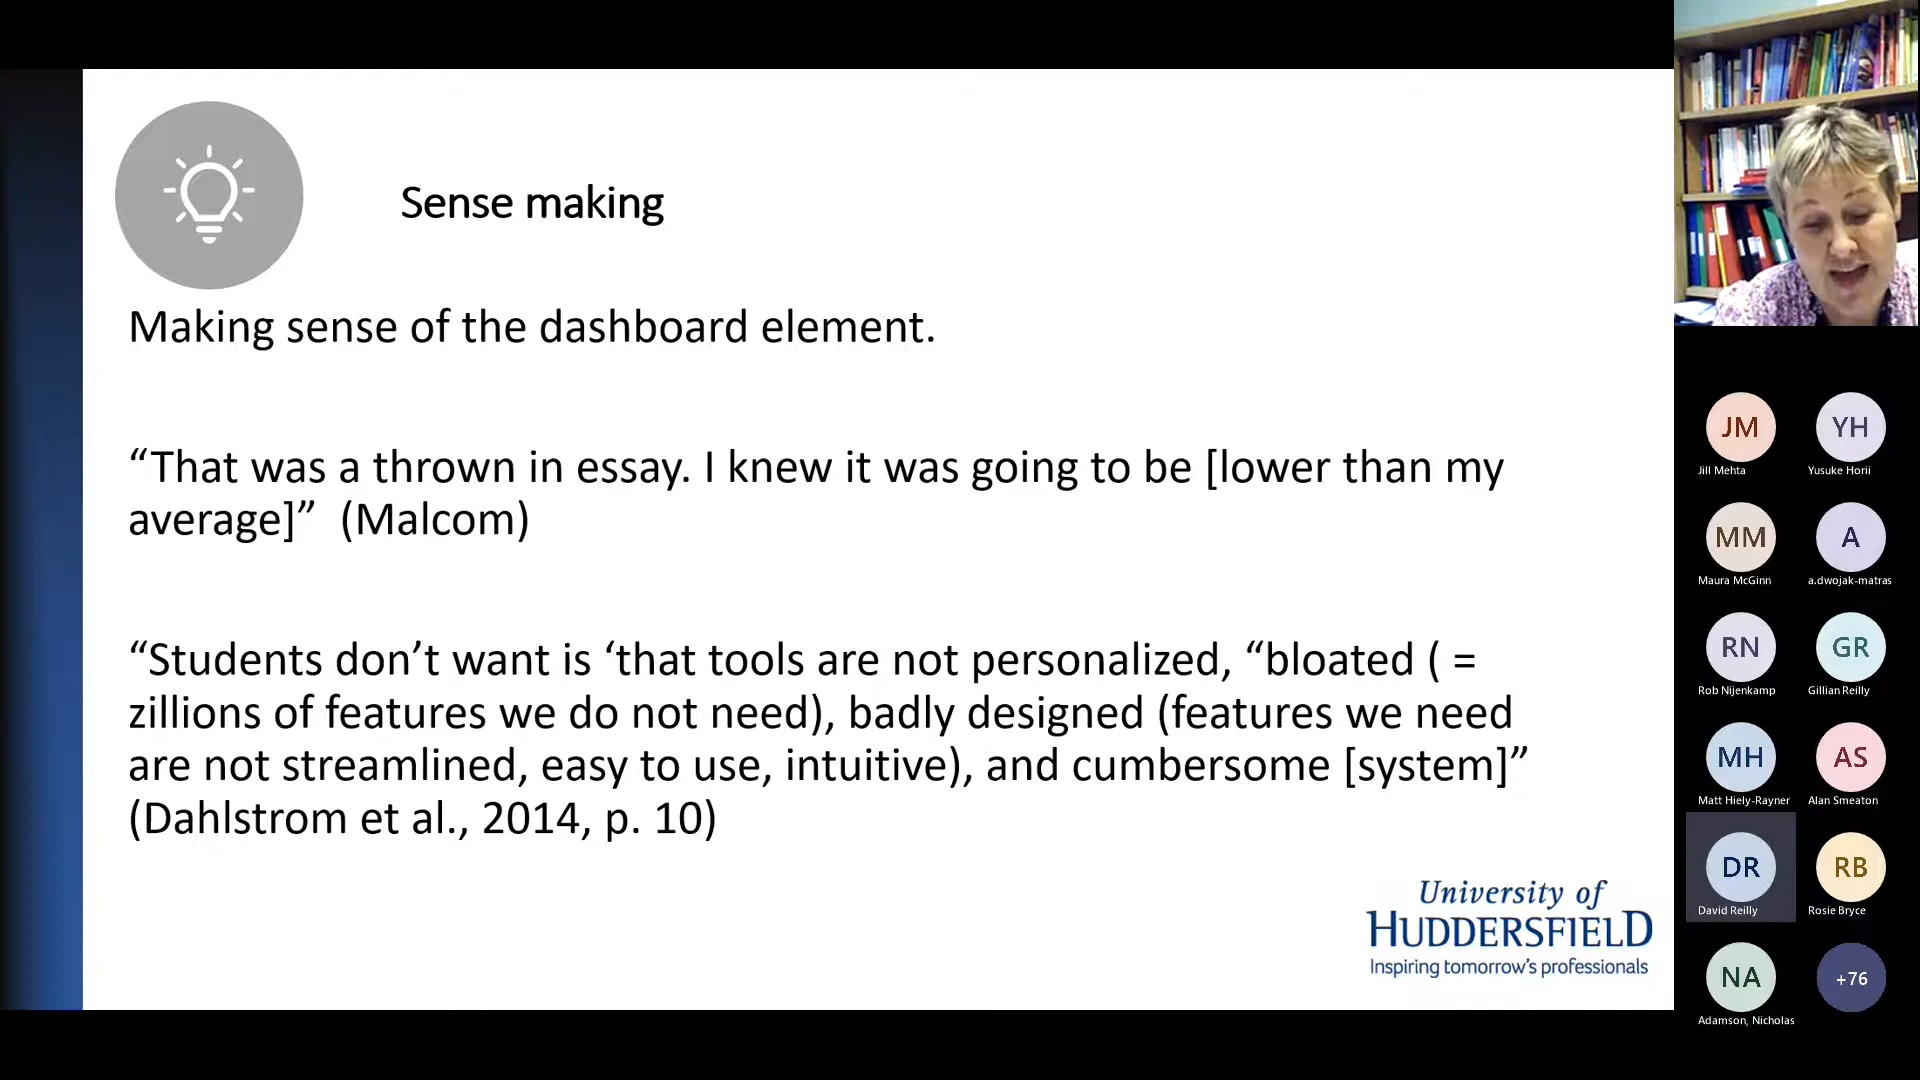 Sense making
Making sense of the dashboard element.
“That was a thrown in essay. I knew it was going to be [lower than my
average]”  (Malcom)
“Students don’t want is ‘that tools are not personalized, “bloated ( =
zillions of features we do not need), badly designed (features we need
are not streamlined, easy to use, intuitive), and cumbersome [system]”
(Dahlstrom et al., 2014, p. 10)
University of
HUDDERSFIELD
Inspiring tomorrow’s professionals
JM
YH
Jill Mehta
Yusuke Horii
MM
A
Maura McGinn
a.dwojak-matras
RN
GR
Rob Nijenkamp
Gillian Reilly
MH
AS
Matt Hiely-Rayner
Alan Smeaton
DR
RB
David Reilly
Rosie Bryce
NA
+76
Adamson, Nicholas